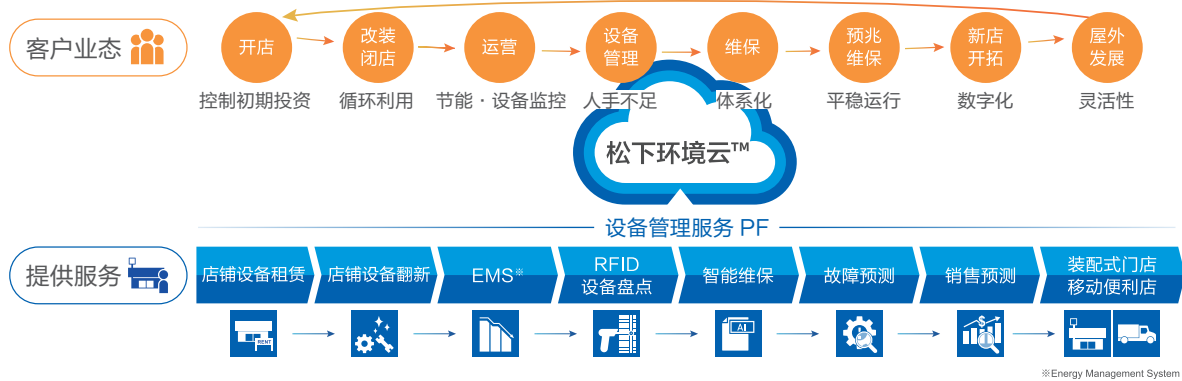 客户业态
开店
改装
闭店
运营
设备
管理
维保
预兆
维保
新店
开拓
屋外
发展
控制初期投资
循环利用
节能·设备监控
人手不足
体系化
平稳运行
数字化
灵活性
松下环境云™
设备管理服务 PF
提供服务
店铺设备租赁
店铺设备翻新
EMS※
RFID
设备盘点
智能维保
故障预测
销售预测
装配式门店
移动便利店
RENT
AI
$
※Energy Management System